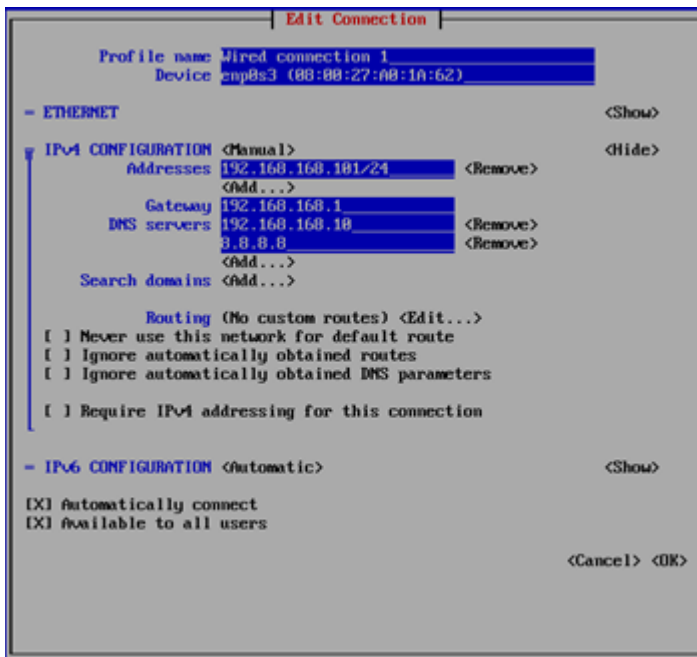 Edit Connection
Profile name Wired connection 1
Device enp0s3 (08:00:27:A0:1A:62)
= ETHERNET <Show>
IPv4 CONFIGURATION <Manual> <Hide>
Addresses 192.168.168.101/24 <Remove>
<Add...>
Gateway 192.168.168.1
DNS servers 192.168.168.10 <Remove>
8.8.8.8 <Remove>
<Add...>
Search domains <Add...>
Routing (No custom routes) <Edit...>
[ ] Never use this network for default route
[ ] Ignore automatically obtained routes
[ ] Ignore automatically obtained DNS parameters
[ ] Require IPv4 addressing for this connection
= IPv6 CONFIGURATION <Automatic> <Show>
[X] Automatically connect
[X] Available to all users
<Cancel> <OK>